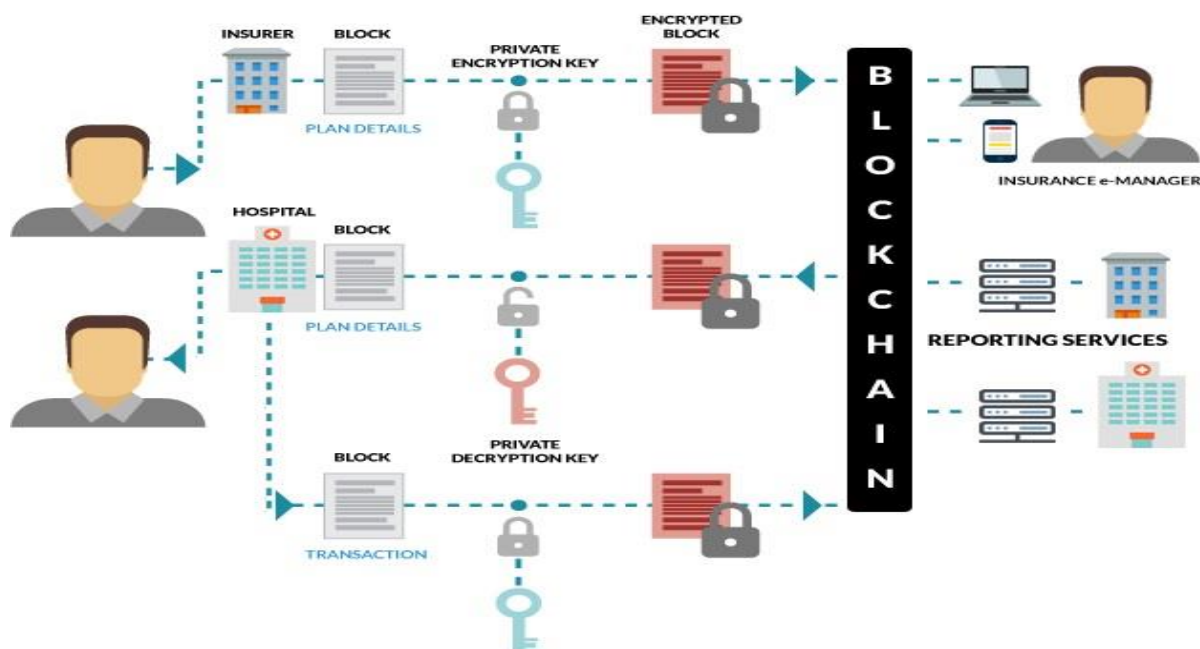 INSURER
BLOCK
PRIVATE
ENCRYPTION KEY
ENCRYPTED
BLOCK
PLAN DETAILS
HOSPITAL
BLOCK
PLAN DETAILS
BLOCK
PRIVATE
DECRYPTION KEY
TRANSACTION
BLOCKCHAIN
INSURANCE e-MANAGER
REPORTING SERVICES